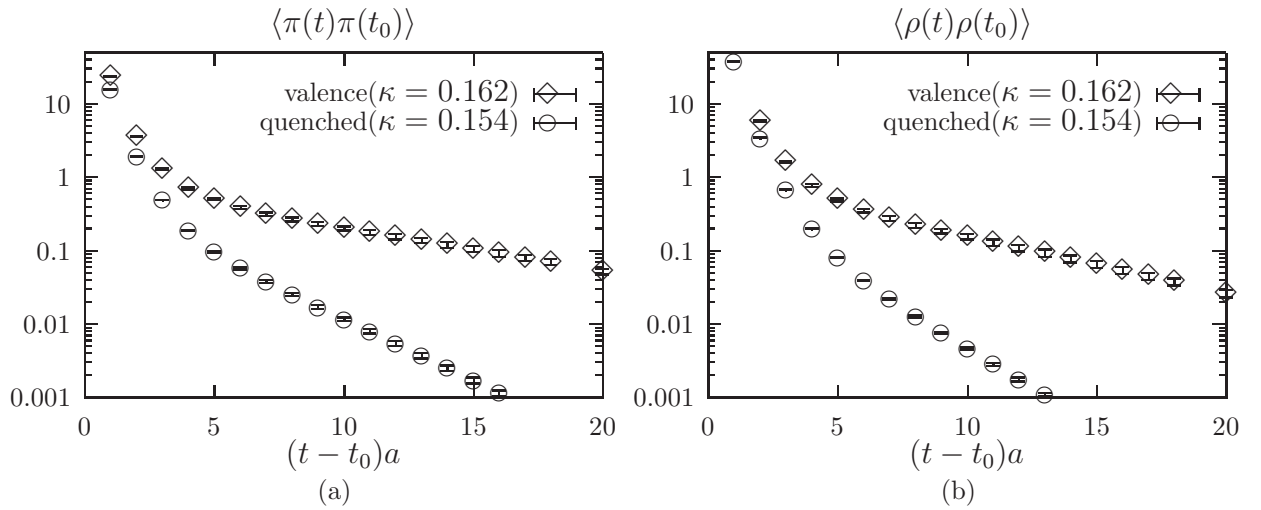 ⟨π(t)π(t₀)⟩
10
1
0.1
0.01
0.001
valence(κ = 0.162)
quenched(κ = 0.154)
0 5 10 15 20
(t − t₀)a
(a)
⟨ρ(t)ρ(t₀)⟩
10
1
0.1
0.01
0.001
valence(κ = 0.162)
quenched(κ = 0.154)
0 5 10 15 20
(t − t₀)a
(b)